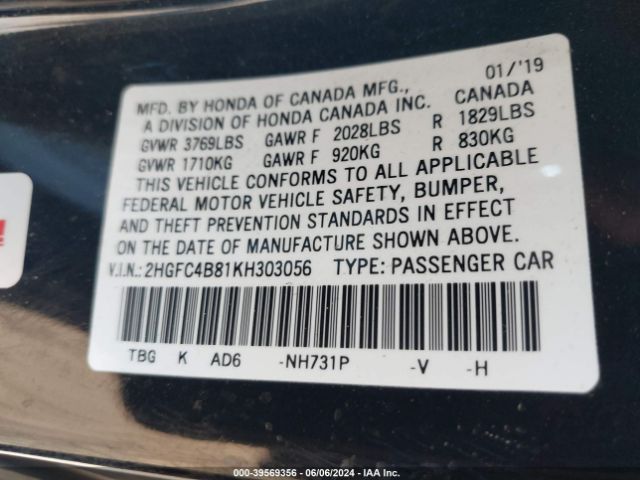 MFD. BY HONDA OF CANADA MFG., 01/'19
A DIVISION OF HONDA CANADA INC. CANADA
GVWR 3769LBS GAWR F 2028LBS R 1829LBS
GVWR 1710KG GAWR F 920KG R 830KG
THIS VEHICLE CONFORMS TO ALL APPLICABLE
FEDERAL MOTOR VEHICLE SAFETY, BUMPER,
AND THEFT PREVENTION STANDARDS IN EFFECT
ON THE DATE OF MANUFACTURE SHOWN ABOVE.
V.I.N.: 2HGFC4B81KH303056 TYPE: PASSENGER CAR
TBG K AD6 -NH731P -V -H
!
000-39569356 - 06/06/2024 - IAA Inc.